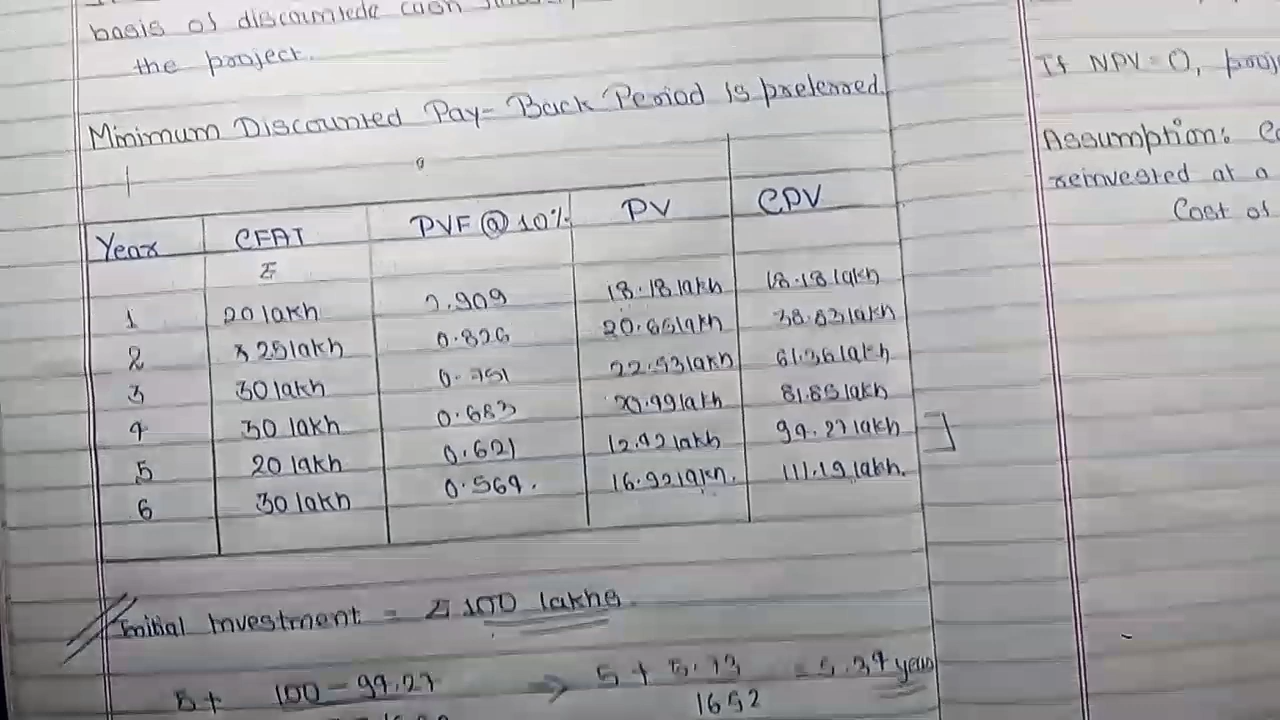 basis of discountede cash
the project.
Minimum Discounted Pay-Back Period is preferred
Year CFAT PVF @ 10% PV CPV
1 20 lakh 0.909 18.18 lakh 18.18 lakh
2 25 lakh 0.826 20.65 lakh 38.83 lakh
3 30 lakh 0.751 22.53 lakh 61.36 lakh
4 30 lakh 0.683 20.49 lakh 81.85 lakh
5 20 lakh 0.621 12.42 lakh 94.27 lakh
6 30 lakh 0.564. 16.92 lakh. 111.19 lakh.
Initial Investment = ₹ 100 lakhs
5 + 100 - 94.27 ⇒ 5 + 5.73 = 5.34 years
1652
If NPV = 0,
Assumption:
reinvested at a
Cost of